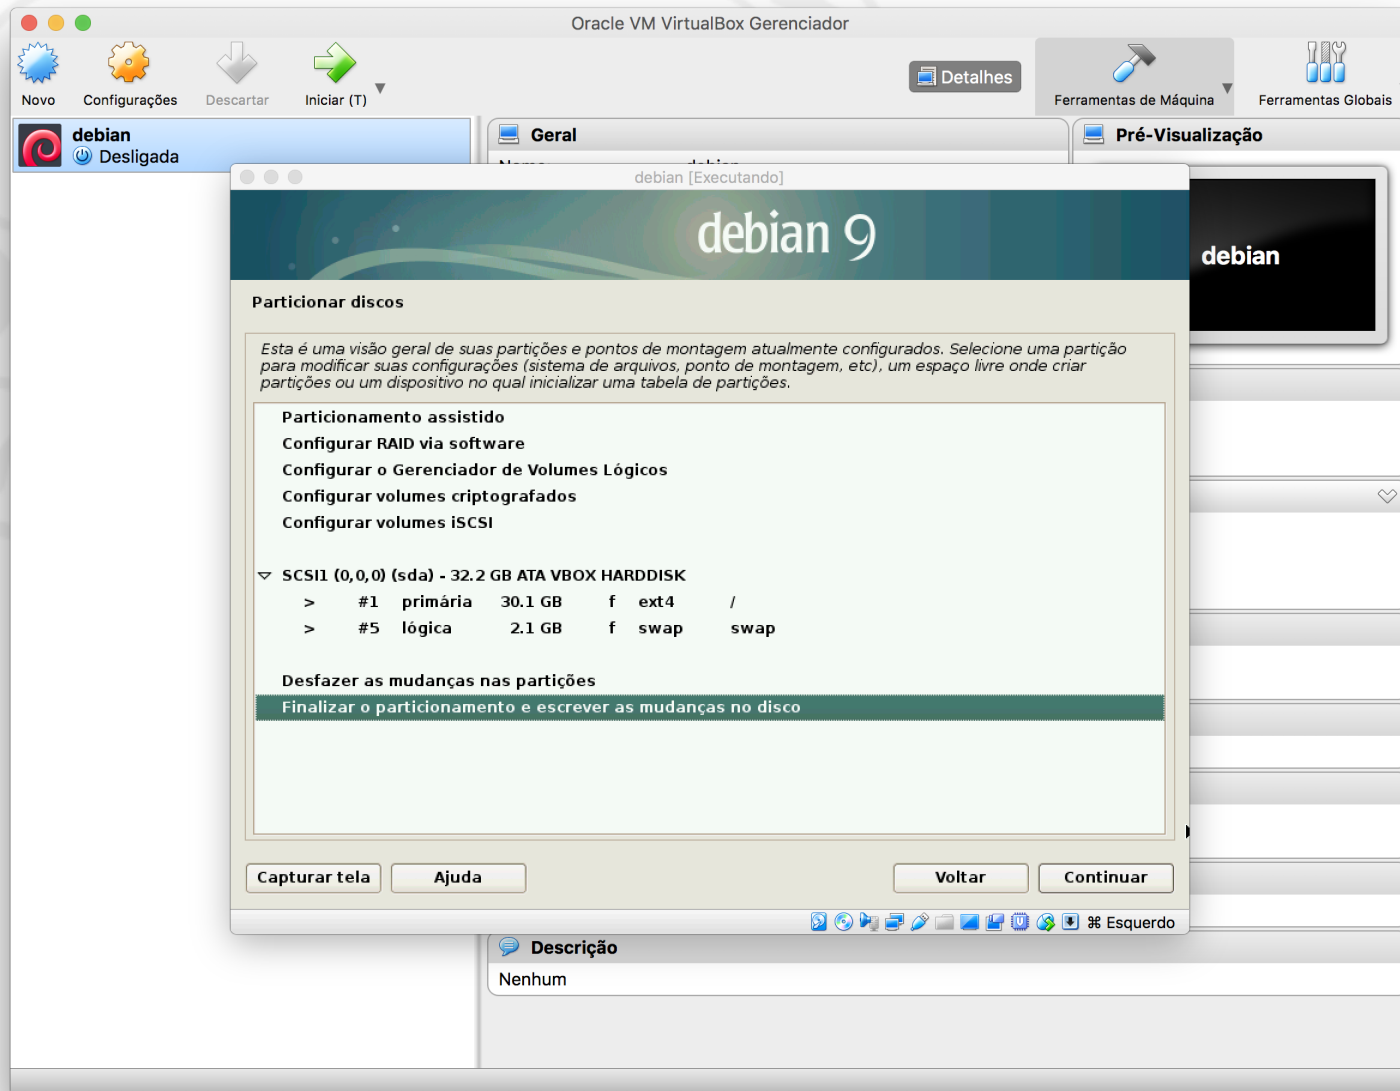 Oracle VM VirtualBox Gerenciador
Novo
Configurações
Descartar
Iniciar (T)
Detalhes
Ferramentas de Máquina
Ferramentas Globais
debian
Desligada
Geral
Pré-Visualização
debian
debian [Executando]
debian 9
Particionar discos
Esta é uma visão geral de suas partições e pontos de montagem atualmente configurados. Selecione uma partição
para modificar suas configurações (sistema de arquivos, ponto de montagem, etc), um espaço livre onde criar
partições ou um dispositivo no qual inicializar uma tabela de partições.
Particionamento assistido
Configurar RAID via software
Configurar o Gerenciador de Volumes Lógicos
Configurar volumes criptografados
Configurar volumes iSCSI
SCSI1 (0,0,0) (sda) - 32.2 GB ATA VBOX HARDDISK
> #1 primária 30.1 GB f ext4 /
> #5 lógica 2.1 GB f swap swap
Desfazer as mudanças nas partições
Finalizar o particionamento e escrever as mudanças no disco
Capturar tela
Ajuda
Voltar
Continuar
⌘ Esquerdo
Descrição
Nenhum